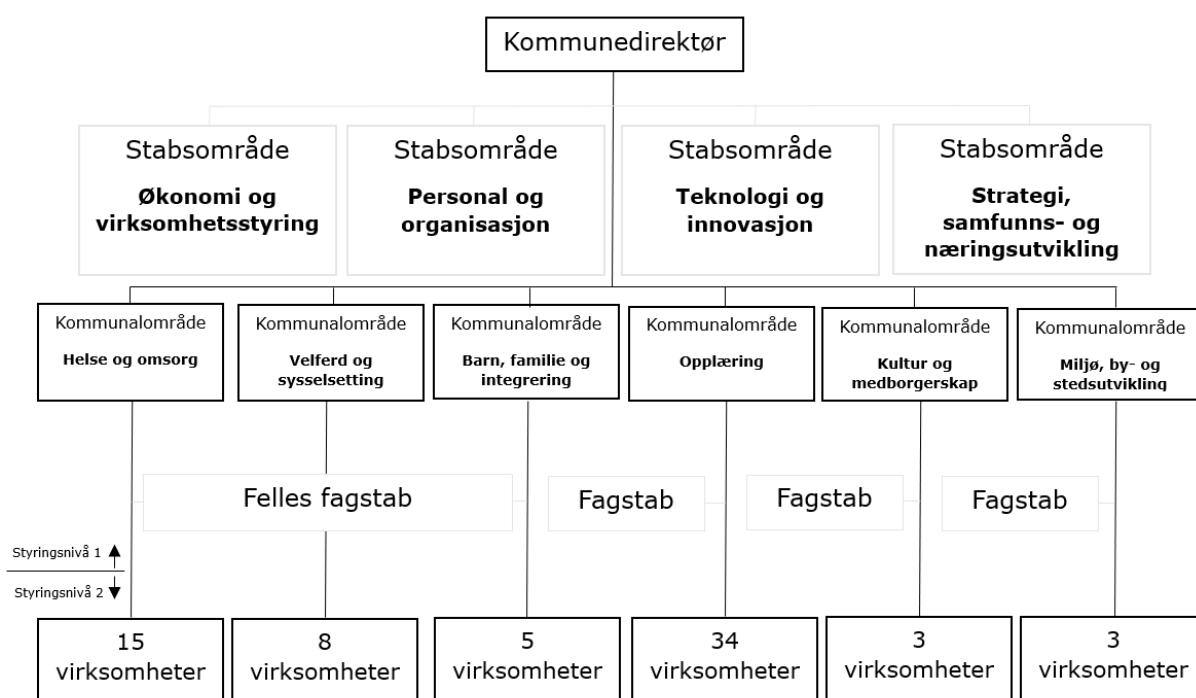 Kommunedirektør
Stabsområde
Økonomi og
virksomhetsstyring
Stabsområde
Personal og
organisasjon
Stabsområde
Teknologi og
innovasjon
Stabsområde
Strategi,
samfunns- og
næringsutvikling
Kommunalområde
Helse og omsorg
Kommunalområde
Velferd og
sysselsetting
Kommunalområde
Barn, familie og
integrering
Kommunalområde
Opplæring
Kommunalområde
Kultur og
medborgerskap
Kommunalområde
Miljø, by- og
stedsutvikling
Felles fagstab
Fagstab
Fagstab
Fagstab
Styringsnivå 1
Styringsnivå 2
15
virksomheter
8
virksomheter
5
virksomheter
34
virksomheter
3
virksomheter
3
virksomheter